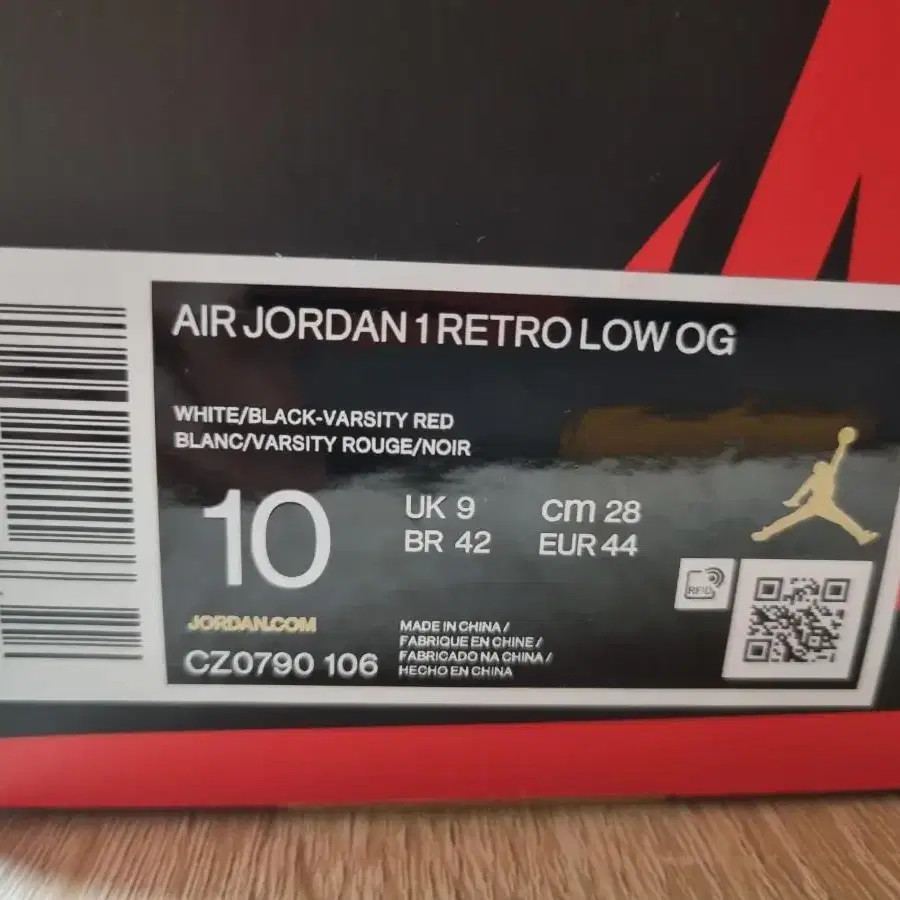 AIR JORDAN 1 RETRO LOW OG
WHITE/BLACK-VARSITY RED
BLANC/VARSITY ROUGE/NOIR
10
UK 9
cm 28
BR 42
EUR 44
RFID
JORDAN.COM
CZ0790 106
MADE IN CHINA /
FABRIQUE EN CHINE /
FABRICADO NA CHINA /
HECHO EN CHINA